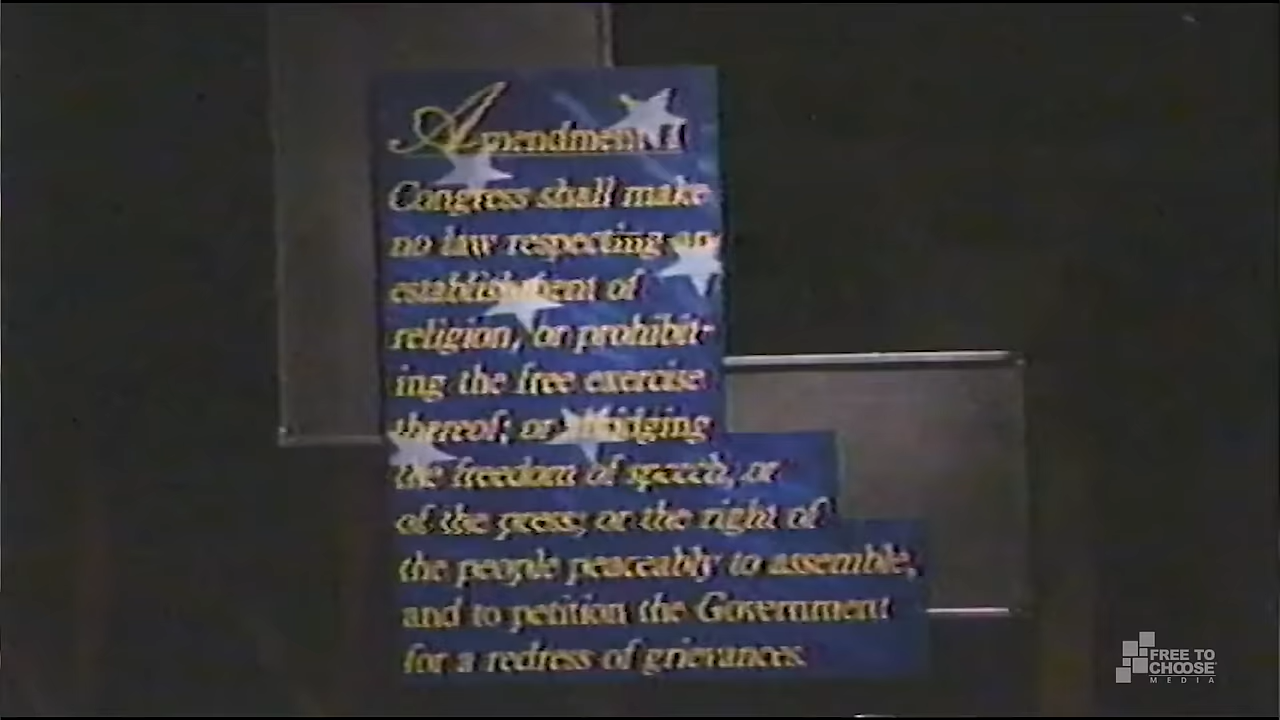 Amendment I
Congress shall make
no law respecting an
establishment of
religion, or prohibit-
ing the free exercise
thereof; or abridging
the freedom of speech, or
of the press; or the right of
the people peaceably to assemble,
and to petition the Government
for a redress of grievances.
FREE TO
CHOOSE
MEDIA